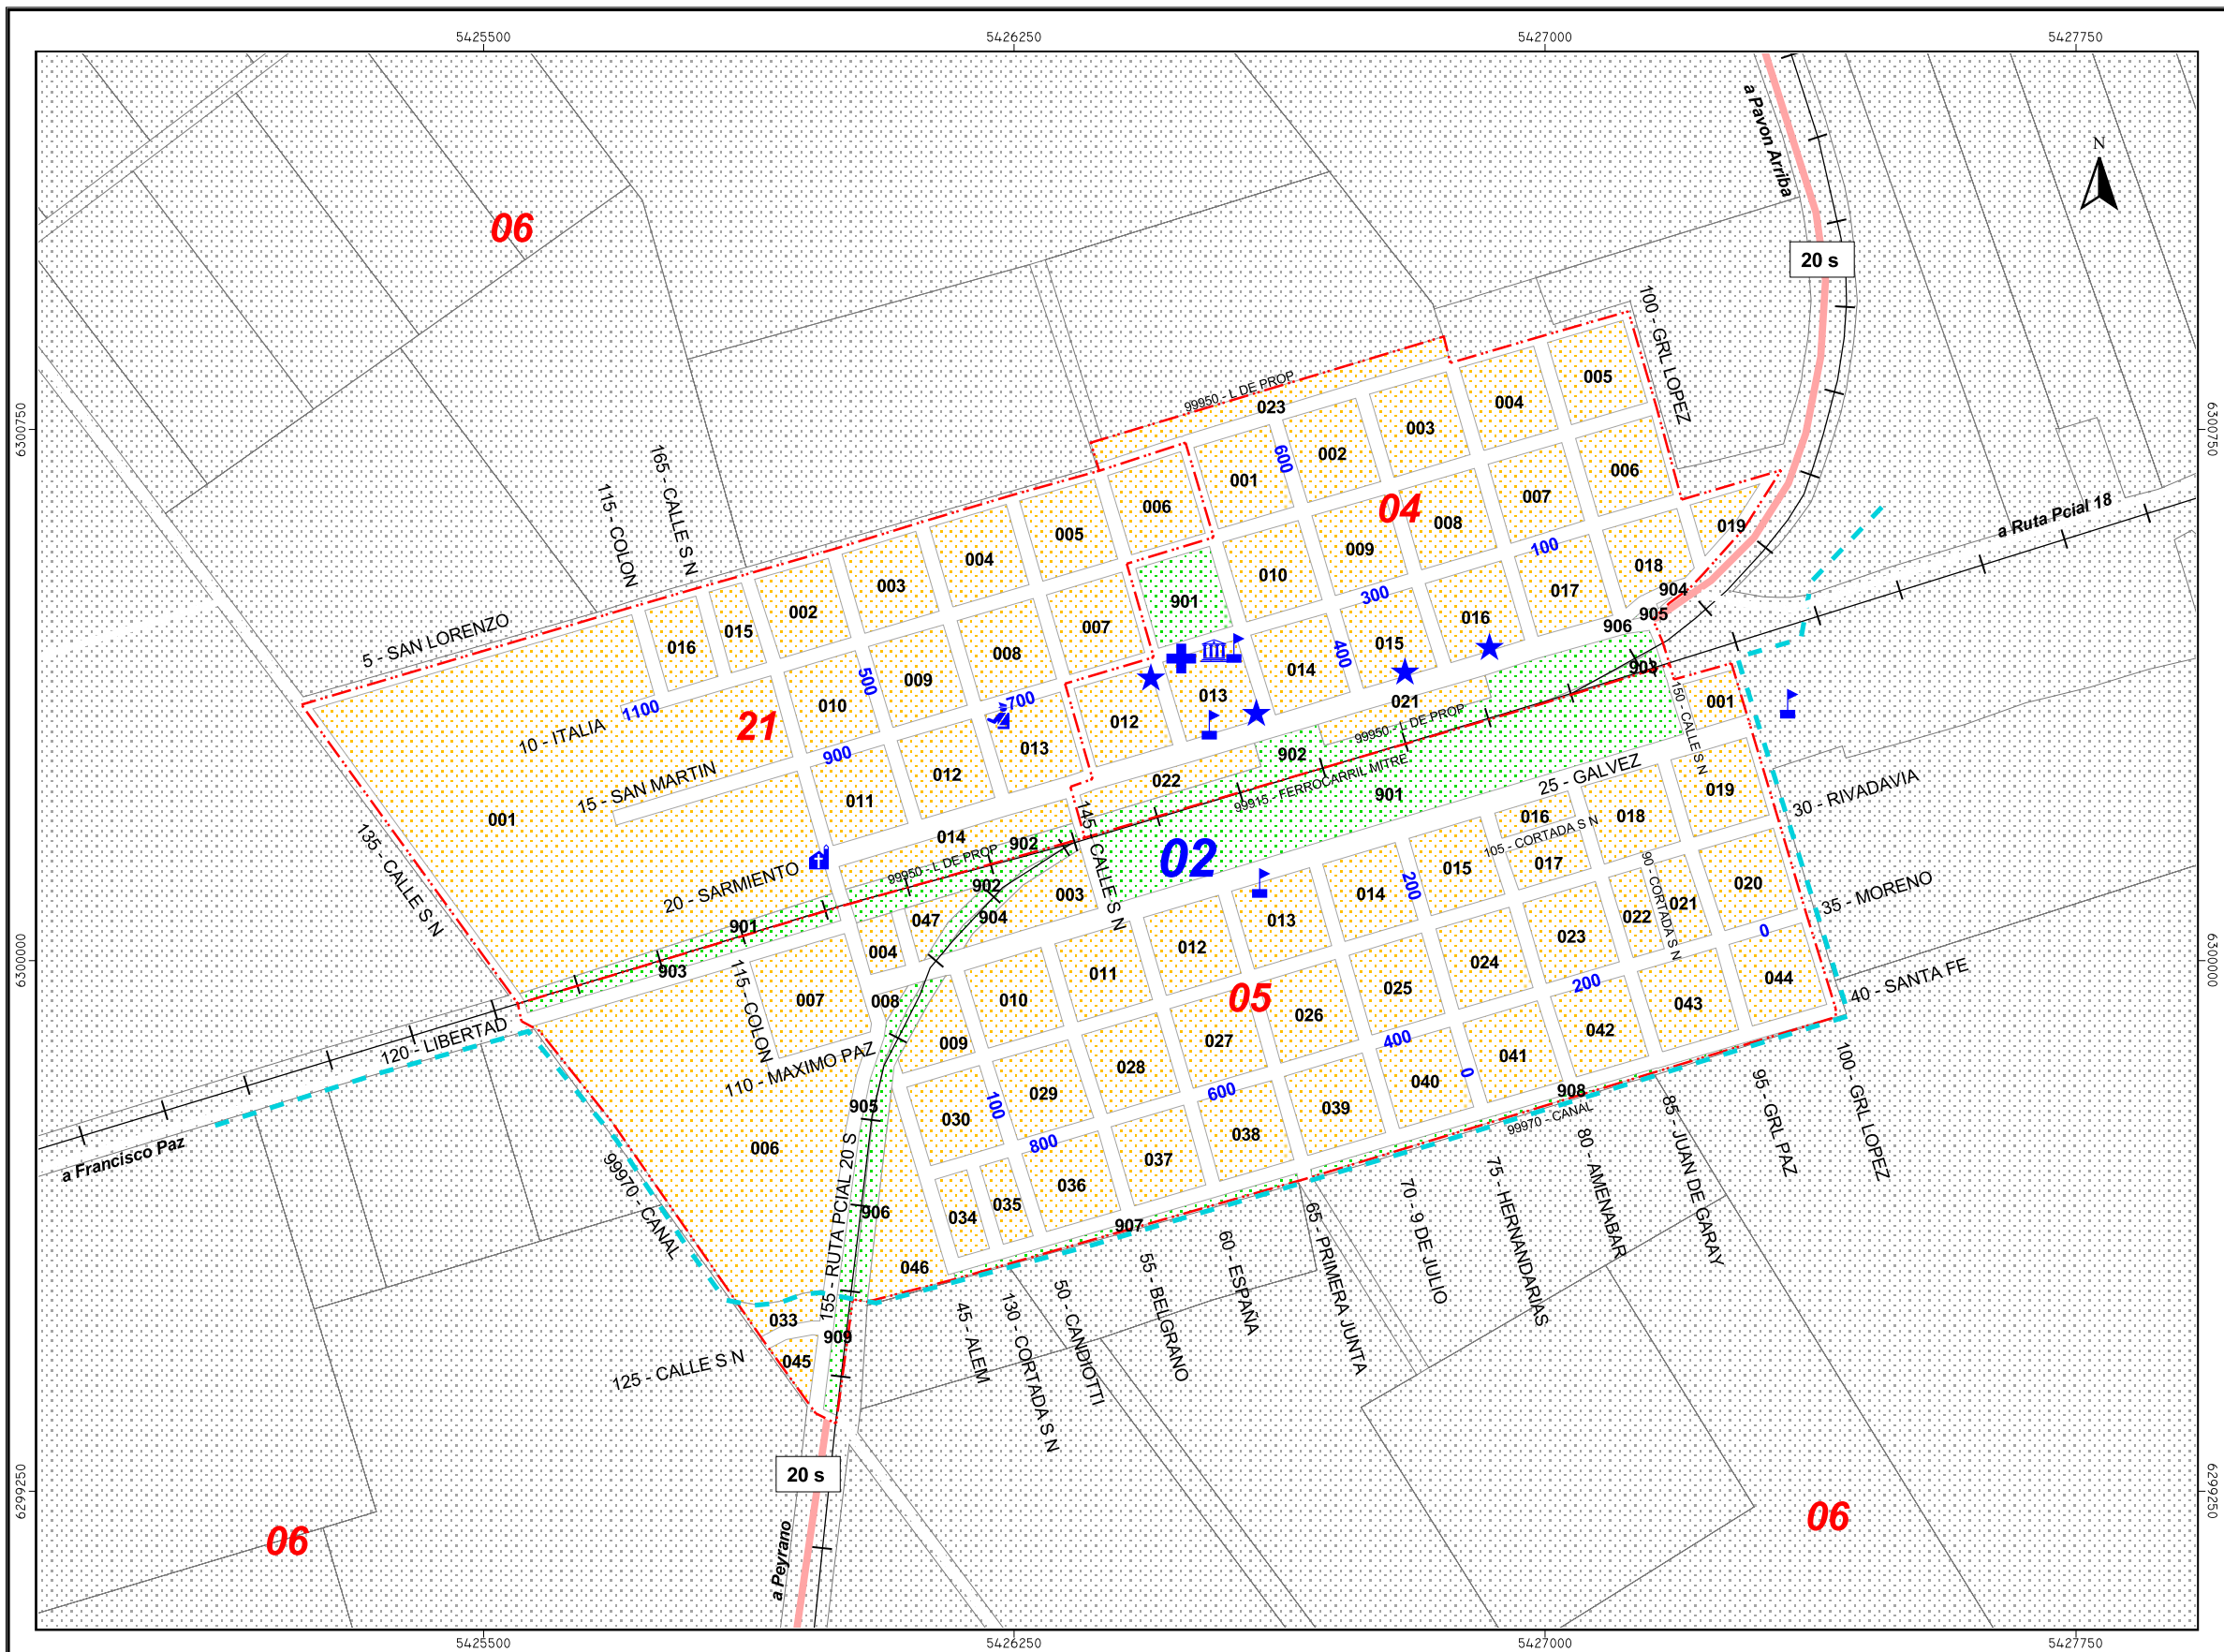 5425500
5426250
5427000
5427750
6300750
6300750
6300000
6300000
6299250
6299250
5425500
5426250
5427000
5427750
N
a Pavon Arriba
20 s
a Ruta Pcial 18
a Francisco Paz
20 s
a Peyrano
06
06
06
04
21
02
05
5 - SAN LORENZO
10 - ITALIA
15 - SAN MARTIN
20 - SARMIENTO
25 - GALVEZ
30 - RIVADAVIA
35 - MORENO
40 - SANTA FE
45 - ALEM
130 - CORTADA S N
50 - CANDIOTTI
55 - BELGRANO
60 - ESPAÑA
65 - PRIMERA JUNTA
70 - 9 DE JULIO
75 - HERNANDARIAS
80 - AMENABAR
85 - JUAN DE GARAY
95 - GRL PAZ
100 - GRL LOPEZ
100 - GRL LOPEZ
115 - COLON
165 - CALLE S N
135 - CALLE S N
120 - LIBERTAD
115 - COLON
110 - MAXIMO PAZ
99970 - CANAL
125 - CALLE S N
155 - RUTA PCIAL 20 S
145 - CALLE S N
150 - CALLE S N
105 - CORTADA S N
90 - CORTADA S N
99950 - L DE PROP
99950 - L DE PROP
99950 - L DE PROP
99915 - FERROCARRIL MITRE
99970 - CANAL
023
005
004
003
002
001
006
007
008
009
010
019
018
017
016
015
014
013
012
021
022
901
902
904
905
906
903
600
100
300
400
006
005
004
003
002
015
016
007
008
009
010
001
011
012
013
014
901
902
903
500
700
900
1100
001
019
018
016
017
015
014
013
012
011
010
003
902
904
047
004
007
008
009
020
021
022
023
024
025
026
027
028
029
030
006
044
043
042
041
040
039
038
037
036
035
034
046
033
045
901
905
906
907
908
909
200
0
200
400
0
600
800
100